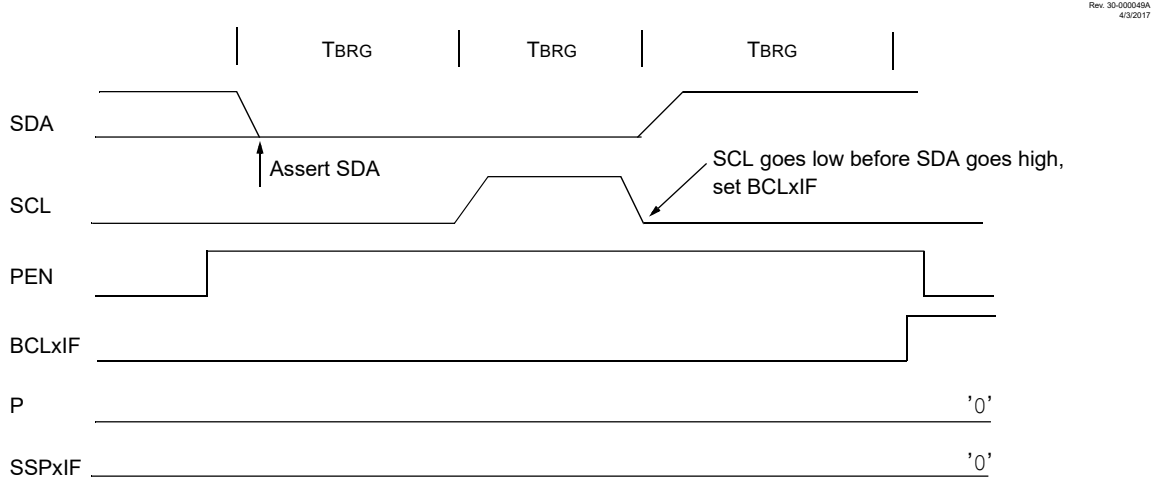 Rev. 30-000049A
4/3/2017
TBRG TBRG TBRG
SDA
Assert SDA
SCL goes low before SDA goes high,
set BCLxIF
SCL
PEN
BCLxIF
P '0'
SSPxIF '0'